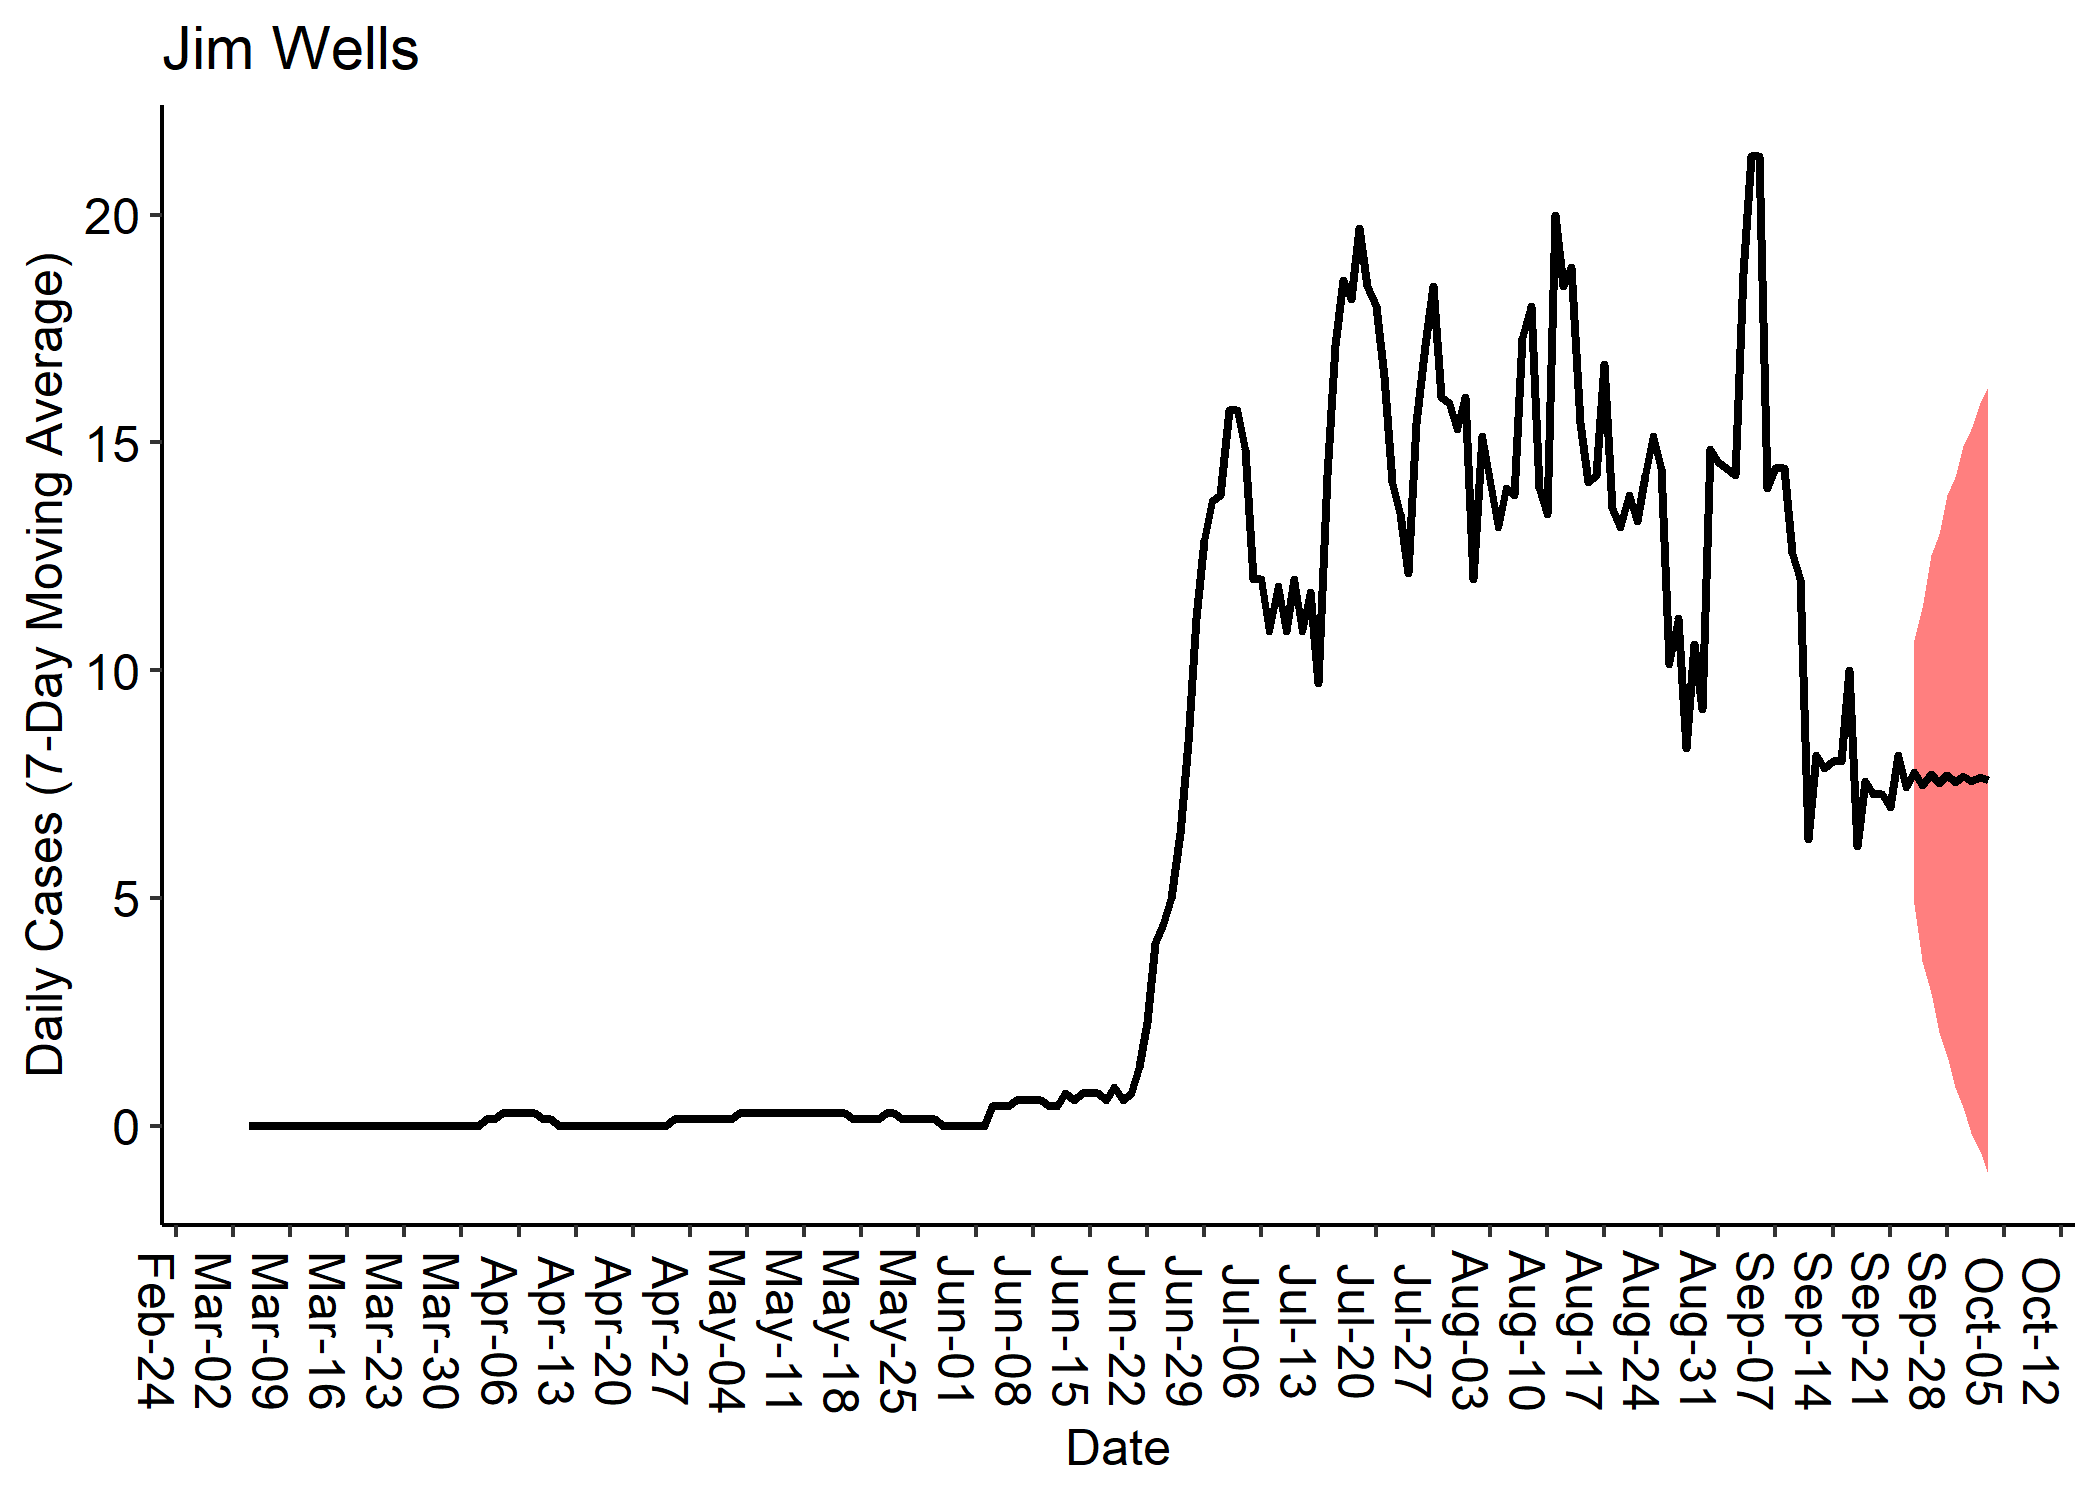 Jim Wells
Daily Cases (7-Day Moving Average)
20
15
10
5
0
Feb-24
Mar-02
Mar-09
Mar-16
Mar-23
Mar-30
Apr-06
Apr-13
Apr-20
Apr-27
May-04
May-11
May-18
May-25
Jun-01
Jun-08
Jun-15
Jun-22
Jun-29
Jul-06
Jul-13
Jul-20
Jul-27
Aug-03
Aug-10
Aug-17
Aug-24
Aug-31
Sep-07
Sep-14
Sep-21
Sep-28
Oct-05
Oct-12
Date